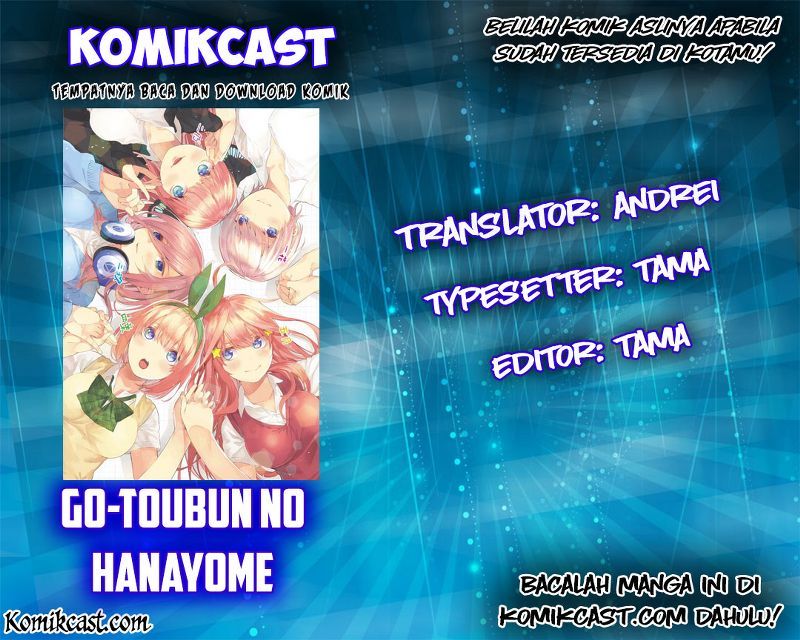 KOMIKCAST
TEMPATNYA BACA DAN DOWNLOAD KOMIK
BELILAH KOMIK ASLINYA APABILA
SUDAH TERSEDIA DI KOTAMU!
TRANSLATOR: ANDREI
TYPESETTER: TAMA
EDITOR: TAMA
GO-TOUBUN NO
HANAYOME
BACALAH MANGA INI DI
KOMIKCAST.COM DAHULU!
Komikcast.com